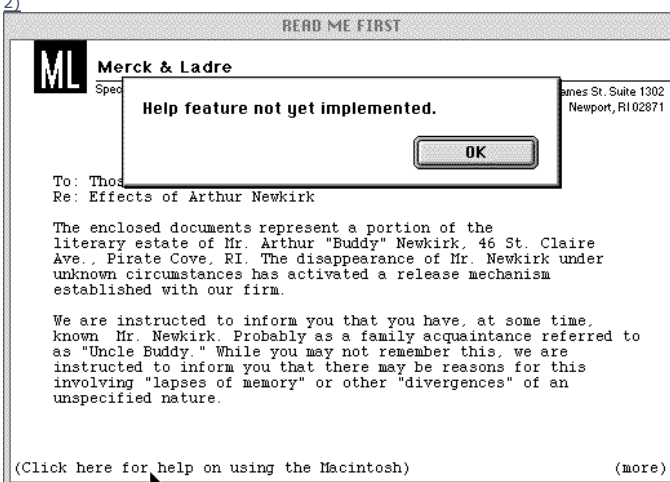 2)
READ ME FIRST
ML Merck & Ladre
Spec
ames St. Suite 1302
Newport, RI 02871
Help feature not yet implemented.
OK
To: Thos
Re: Effects of Arthur Newkirk
The enclosed documents represent a portion of the
literary estate of Mr. Arthur "Buddy" Newkirk, 46 St. Claire
Ave., Pirate Cove, RI. The disappearance of Mr. Newkirk under
unknown circumstances has activated a release mechanism
established with our firm.
We are instructed to inform you that you have, at some time,
known Mr. Newkirk. Probably as a family acquaintance referred to
as "Uncle Buddy." While you may not remember this, we are
instructed to inform you that there may be reasons for this
involving "lapses of memory" or other "divergences" of an
unspecified nature.
(Click here for help on using the Macintosh) (more)